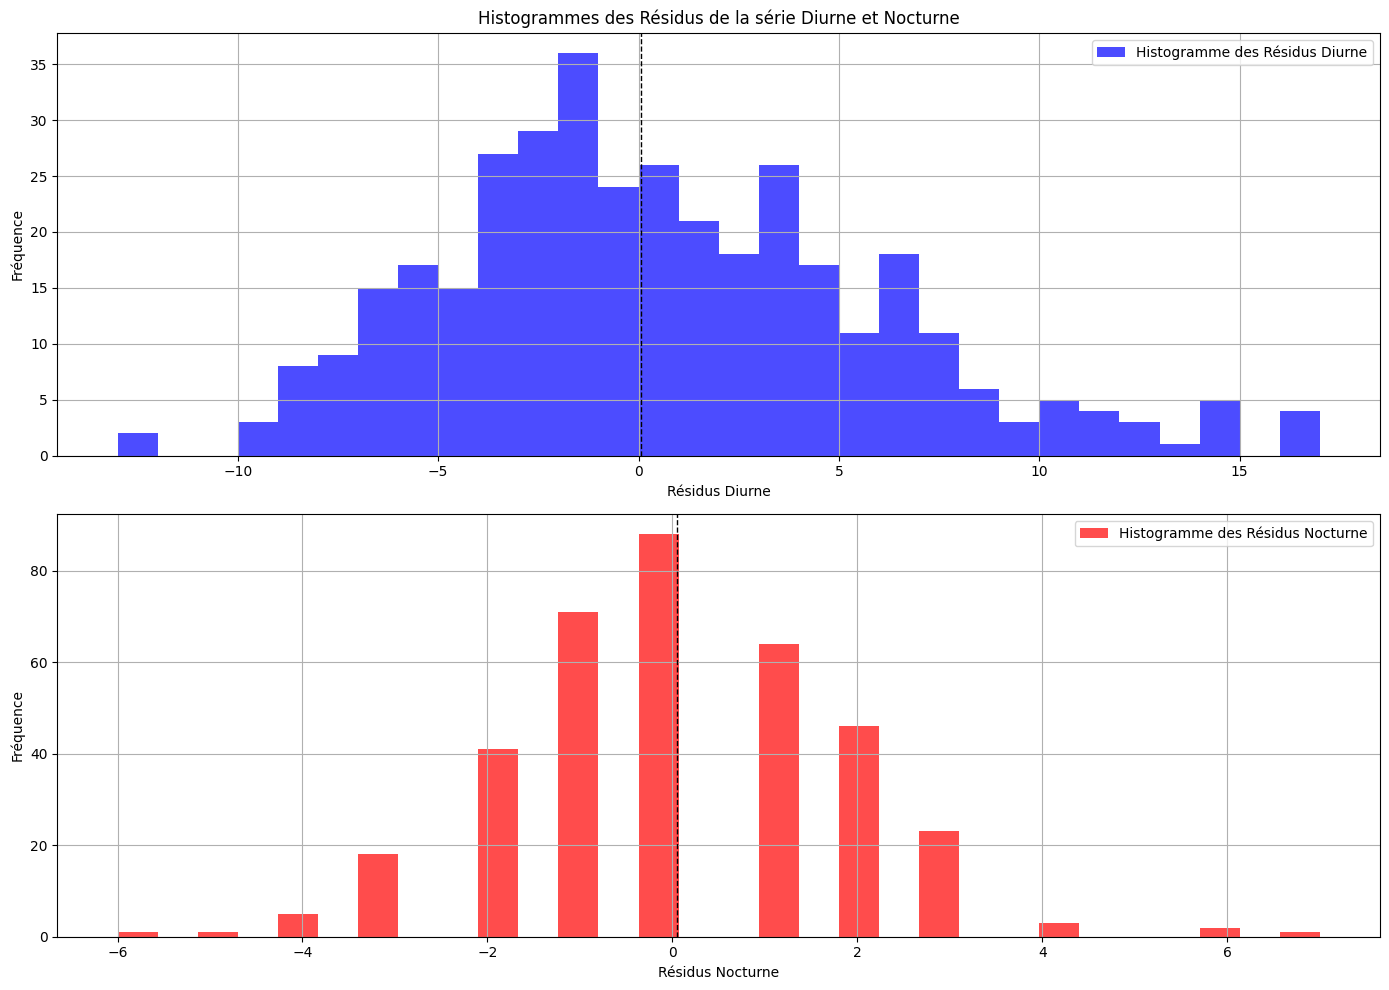 Histogrammes des Résidus de la série Diurne et Nocturne
Histogramme des Résidus Diurne
Fréquence
35
30
25
20
15
10
5
0
−10 −5 0 5 10 15
Résidus Diurne
Histogramme des Résidus Nocturne
Fréquence
80
60
40
20
0
−6 −4 −2 0 2 4 6
Résidus Nocturne